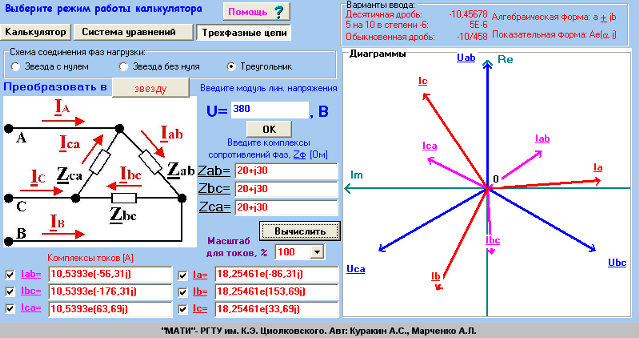 Выберите режим работы калькулятора
Помощь ?
Калькулятор
Система уравнений
Трехфазные цепи
Варианты ввода:
Десятичная дробь: -10,45678
5 на 10 в степени -6: 5E-6
Обыкновенная дробь: -10/458
Алгебраическая форма: a + jb
Показательная форма: Ae(α j)
Схема соединения фаз нагрузки:
Звезда с нулем
Звезда без нуля
Треугольник
Преобразовать в
звезду
Введите модуль лин. напряжения
U= 380 , В
OK
Введите комплексы
сопротивлений фаз, Zф [Ом]
Zab= 20+j30
Zbc= 20+j30
Zca= 20+j30
Вычислить
Масштаб
для токов, %
100
A
IA
Ica
Iab
Zca
Zab
IC
Ibc
C
Zbc
IB
B
Комплексы токов [A]
Iab= 10,5393e(-56,31j)
Ia= 18,25461e(-86,31j)
Ibc= 10,5393e(-176,31j)
Ib= 18,25461e(153,69j)
Ica= 10,5393e(63,69j)
Ic= 18,25461e(33,69j)
Диаграммы
Uab
Re
Ic
Ica
Iab
Ia
Im
0
Ibc
Uca
Ib
Ubc
"МАТИ"- РГТУ им. К.Э. Циолковского. Авт: Куракин А.С., Марченко А.Л.